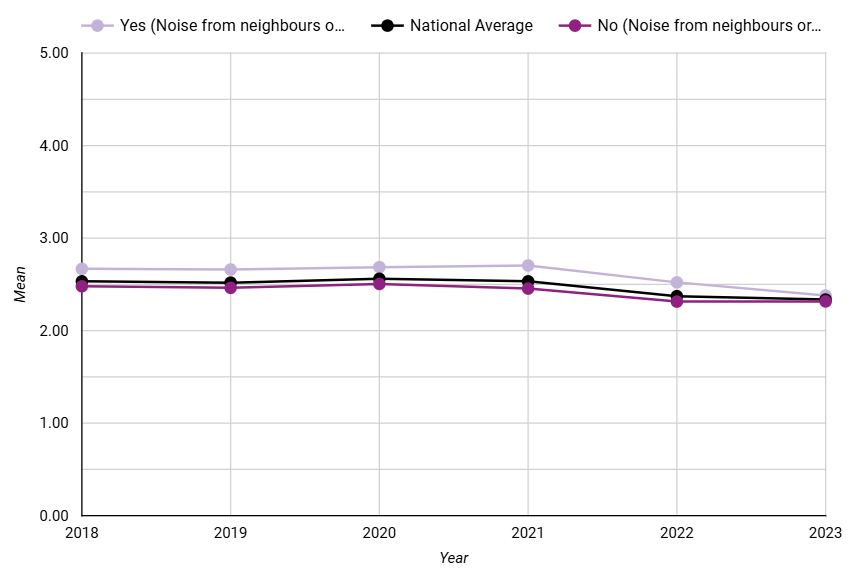 Yes (Noise from neighbours o... National Average No (Noise from neighbours or...
5.00
4.00
3.00
2.00
1.00
0.00
Mean
2018 2019 2020 2021 2022 2023
Year